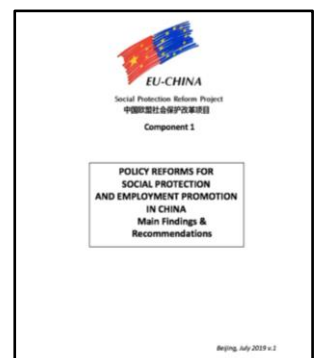 EU-CHINA
Social Protection Reform Project
中国欧盟社会保护改革项目
Component 1
POLICY REFORMS FOR
SOCIAL PROTECTION
AND EMPLOYMENT PROMOTION
IN CHINA
Main Findings &
Recommendations
Beijing, July 2019 v.1